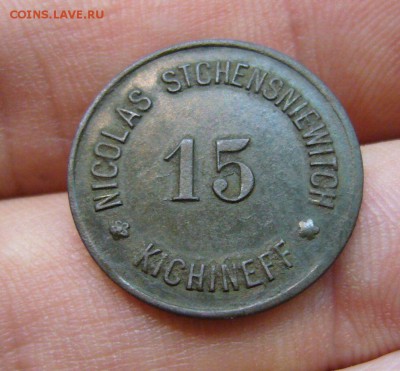 COINS.LAVE.RU
NICOLAS STCHENSNIEWITCH
15
KICHINEFF